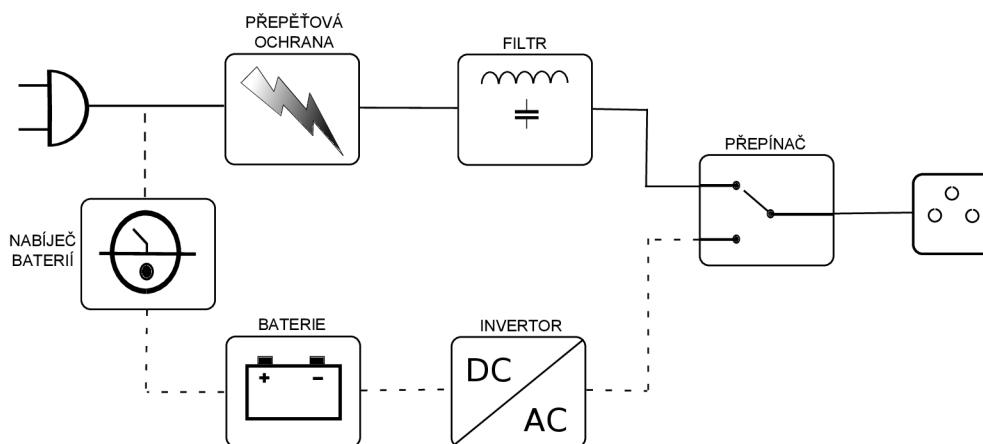 PŘEPĚŤOVÁ
OCHRANA
FILTR
PŘEPÍNAČ
NABÍJEČ
BATERIÍ
BATERIE
+ –
INVERTOR
DC
AC